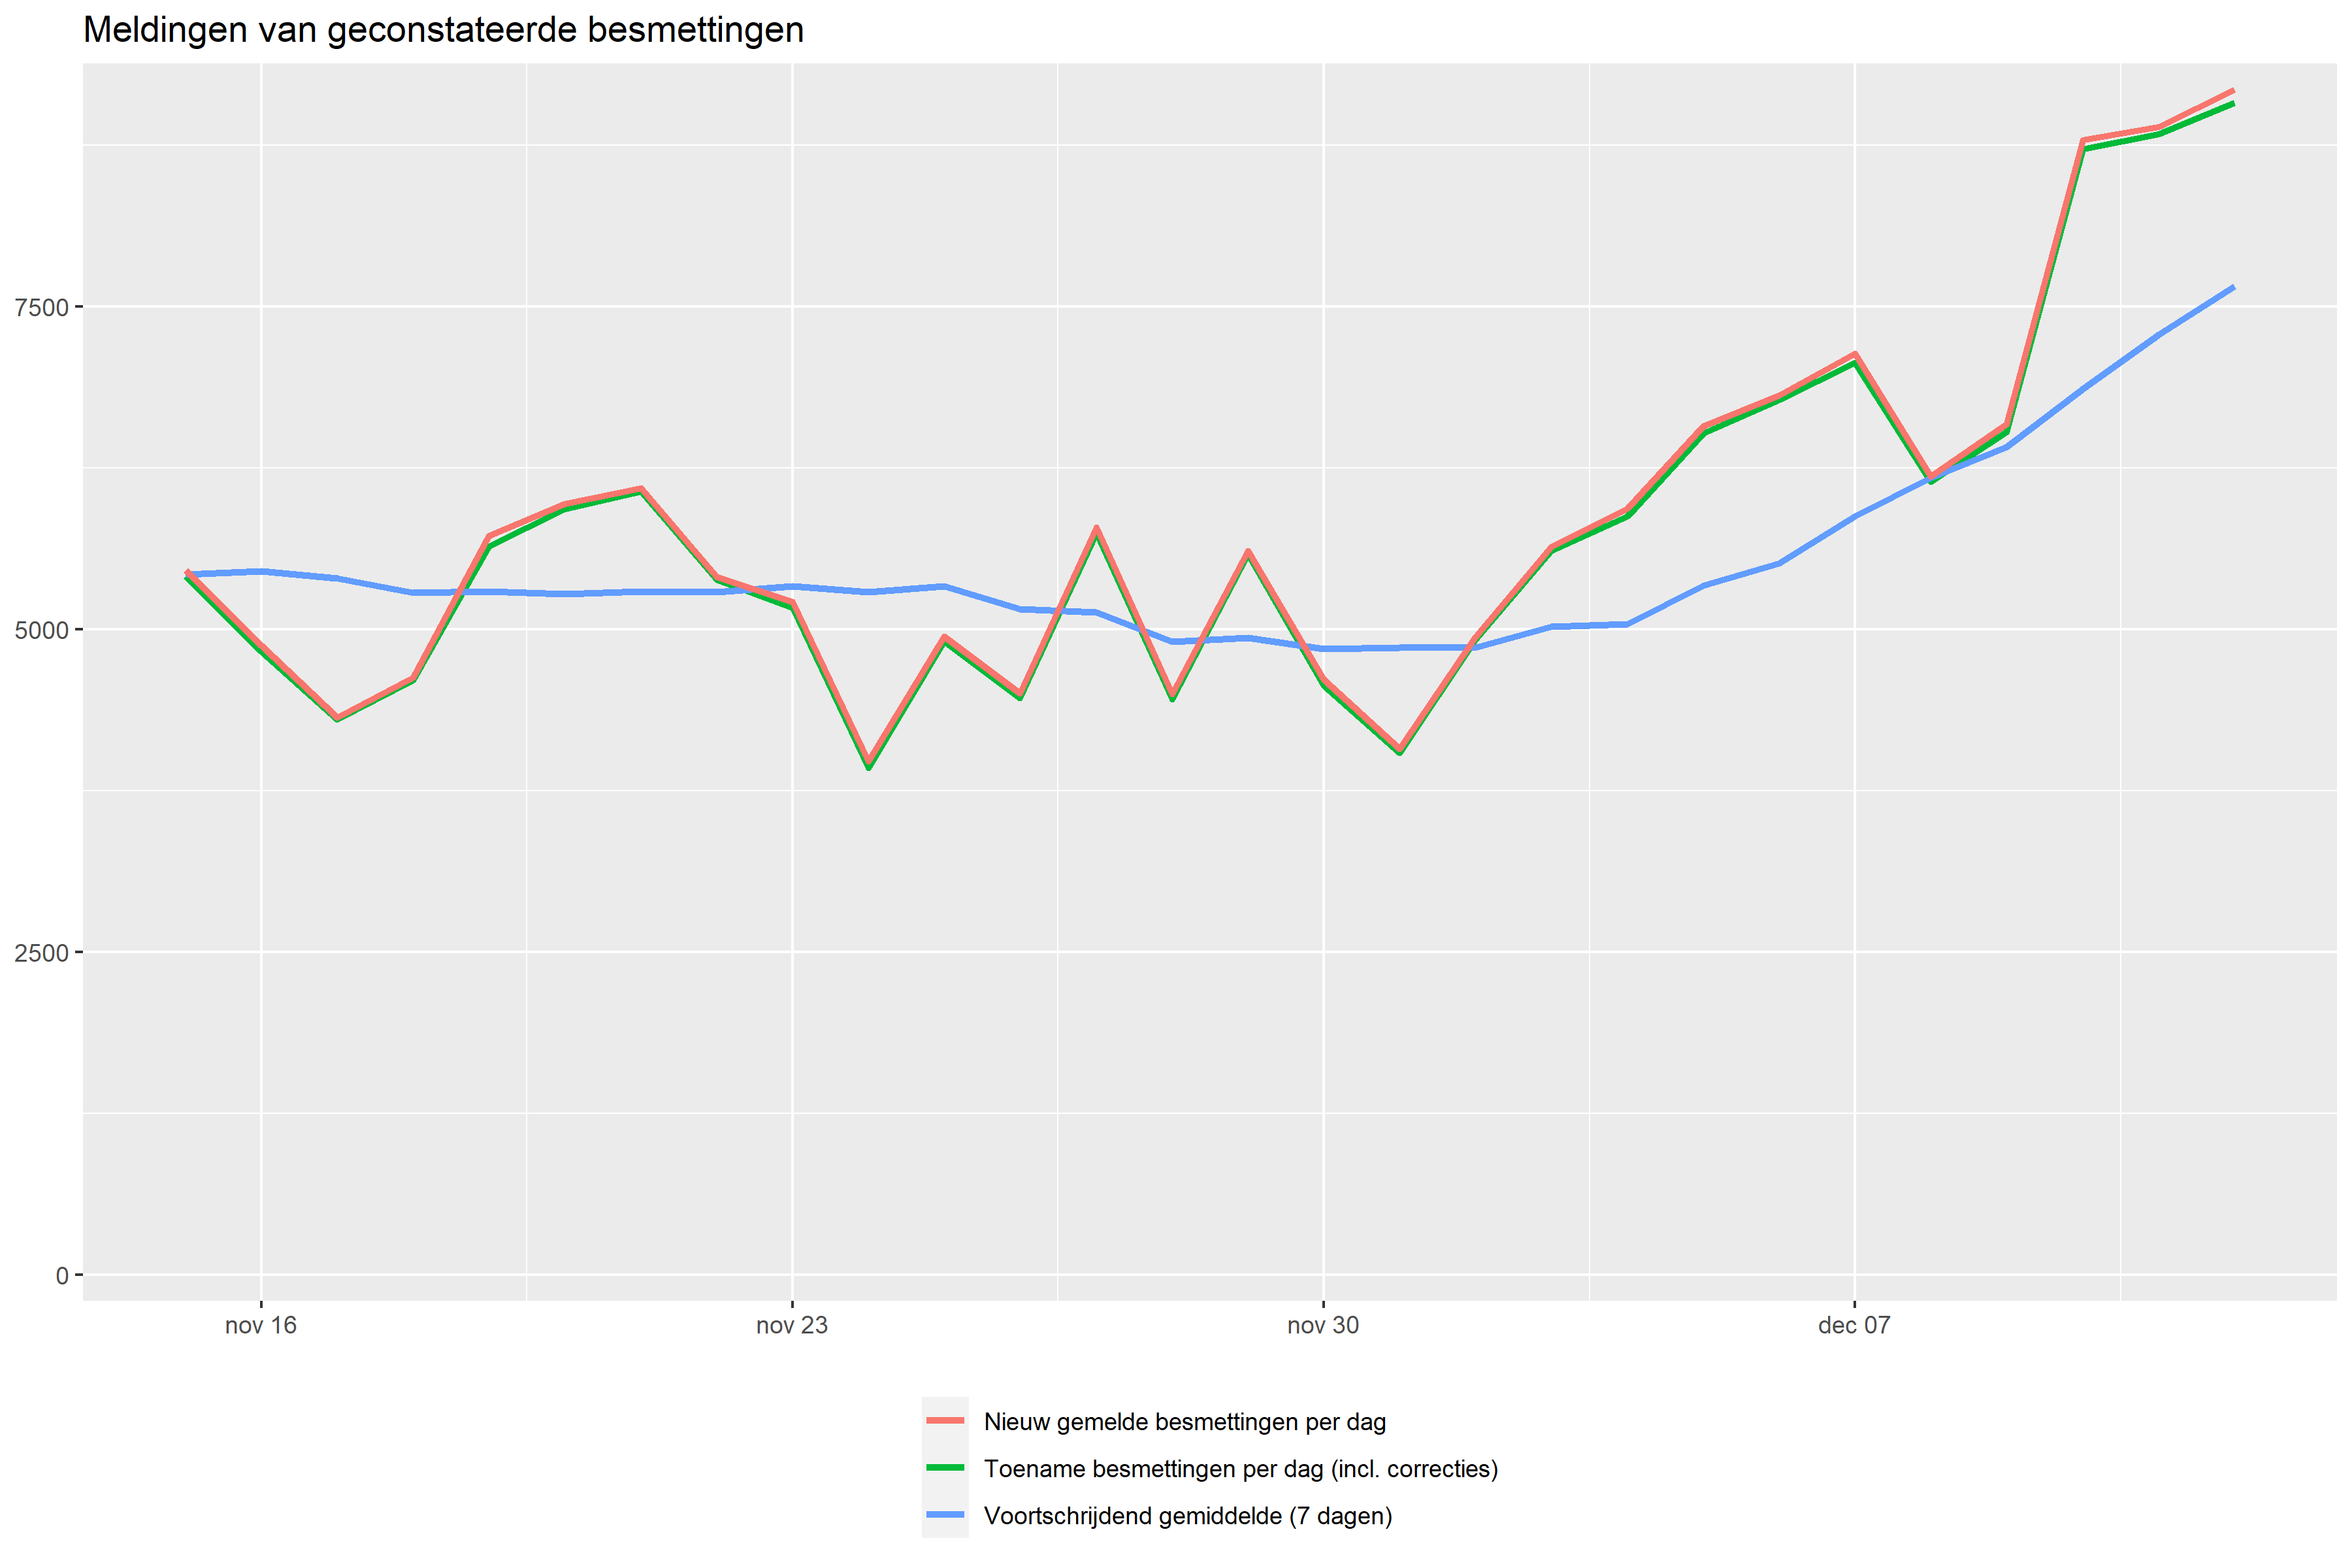 Meldingen van geconstateerde besmettingen
7500
5000
2500
0
nov 16
nov 23
nov 30
dec 07
Nieuw gemelde besmettingen per dag
Toename besmettingen per dag (incl. correcties)
Voortschrijdend gemiddelde (7 dagen)